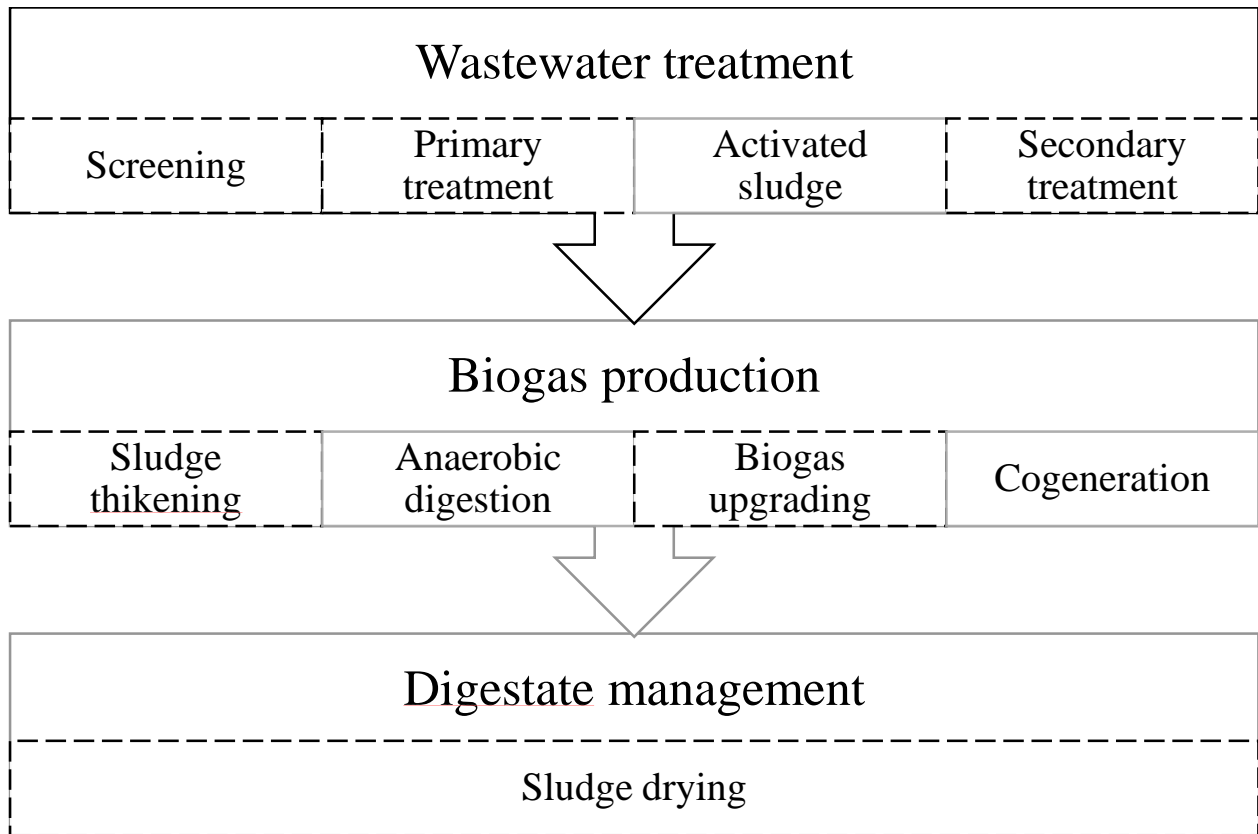 Wastewater treatment
Screening
Primary
treatment
Activated
sludge
Secondary
treatment
Biogas production
Sludge
thikening
Anaerobic
digestion
Biogas
upgrading
Cogeneration
Digestate management
Sludge drying